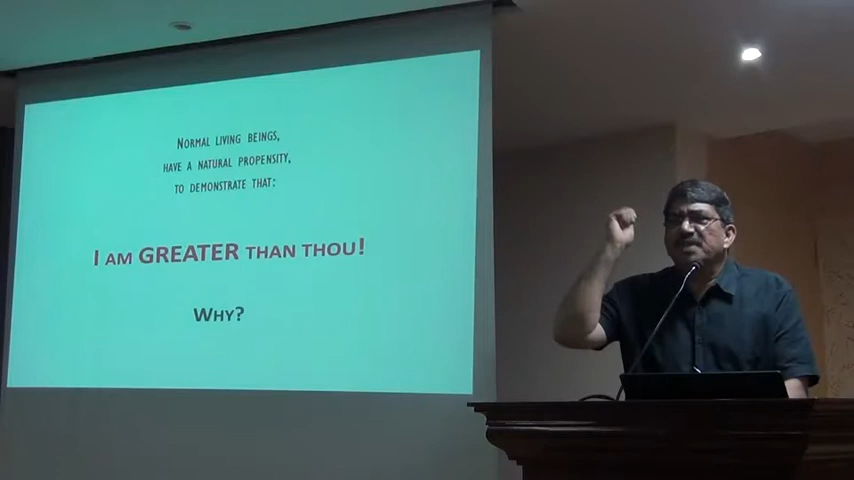 NORMAL LIVING BEINGS,
HAVE A NATURAL PROPENSITY,
TO DEMONSTRATE THAT:
I AM GREATER THAN THOU!
WHY?